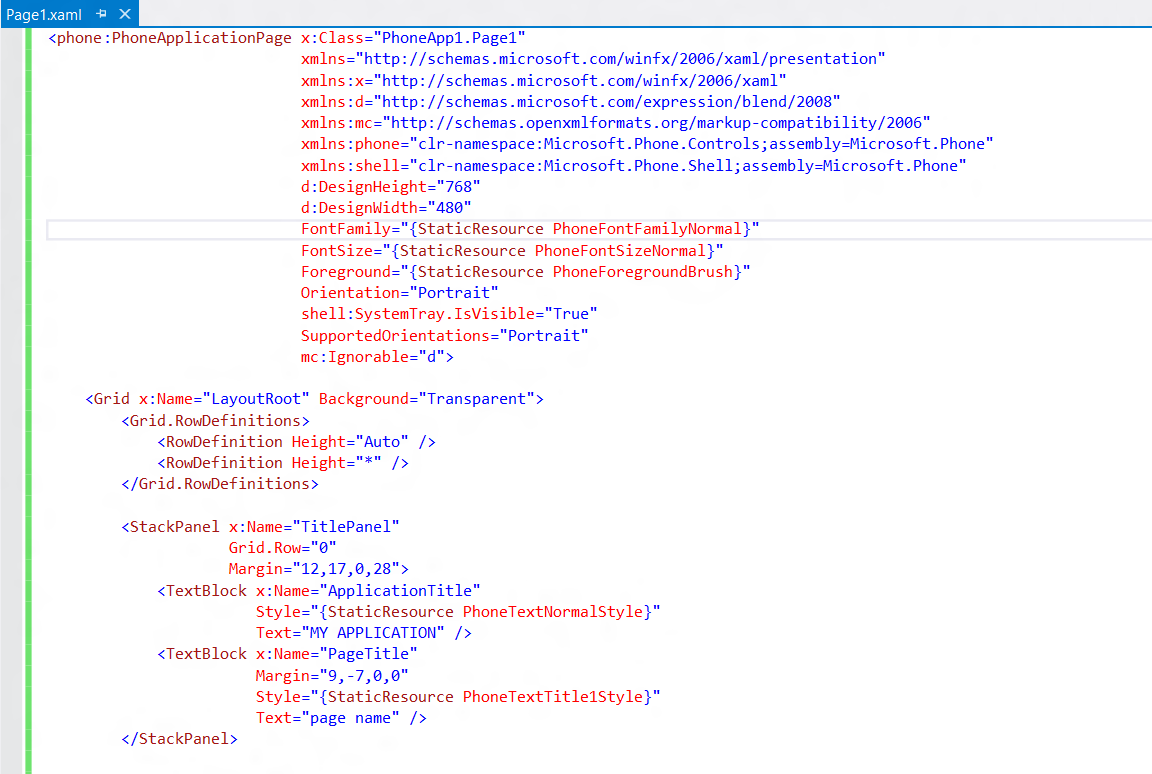 Page1.xaml
<phone:PhoneApplicationPage x:Class="PhoneApp1.Page1"
xmlns="http://schemas.microsoft.com/winfx/2006/xaml/presentation"
xmlns:x="http://schemas.microsoft.com/winfx/2006/xaml"
xmlns:d="http://schemas.microsoft.com/expression/blend/2008"
xmlns:mc="http://schemas.openxmlformats.org/markup-compatibility/2006"
xmlns:phone="clr-namespace:Microsoft.Phone.Controls;assembly=Microsoft.Phone"
xmlns:shell="clr-namespace:Microsoft.Phone.Shell;assembly=Microsoft.Phone"
d:DesignHeight="768"
d:DesignWidth="480"
FontFamily="{StaticResource PhoneFontFamilyNormal}"
FontSize="{StaticResource PhoneFontSizeNormal}"
Foreground="{StaticResource PhoneForegroundBrush}"
Orientation="Portrait"
shell:SystemTray.IsVisible="True"
SupportedOrientations="Portrait"
mc:Ignorable="d">
<Grid x:Name="LayoutRoot" Background="Transparent">
<Grid.RowDefinitions>
<RowDefinition Height="Auto" />
<RowDefinition Height="*" />
</Grid.RowDefinitions>
<StackPanel x:Name="TitlePanel"
Grid.Row="0"
Margin="12,17,0,28">
<TextBlock x:Name="ApplicationTitle"
Style="{StaticResource PhoneTextNormalStyle}"
Text="MY APPLICATION" />
<TextBlock x:Name="PageTitle"
Margin="9,-7,0,0"
Style="{StaticResource PhoneTextTitle1Style}"
Text="page name" />
</StackPanel>